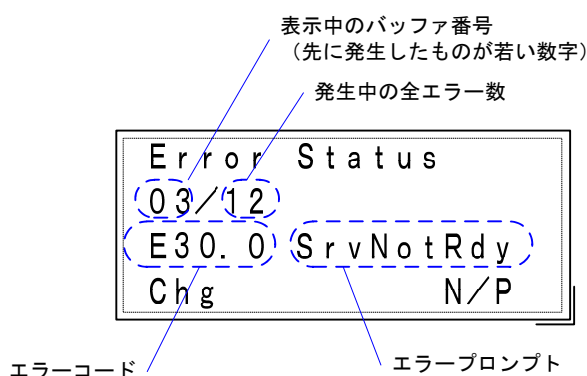 表示中のバッファ番号
（先に発生したものが若い数字）
発生中の全エラー数
Error Status
03/12
E30.0 SrvNotRdy
Chg N/P
エラーコード
エラープロンプト